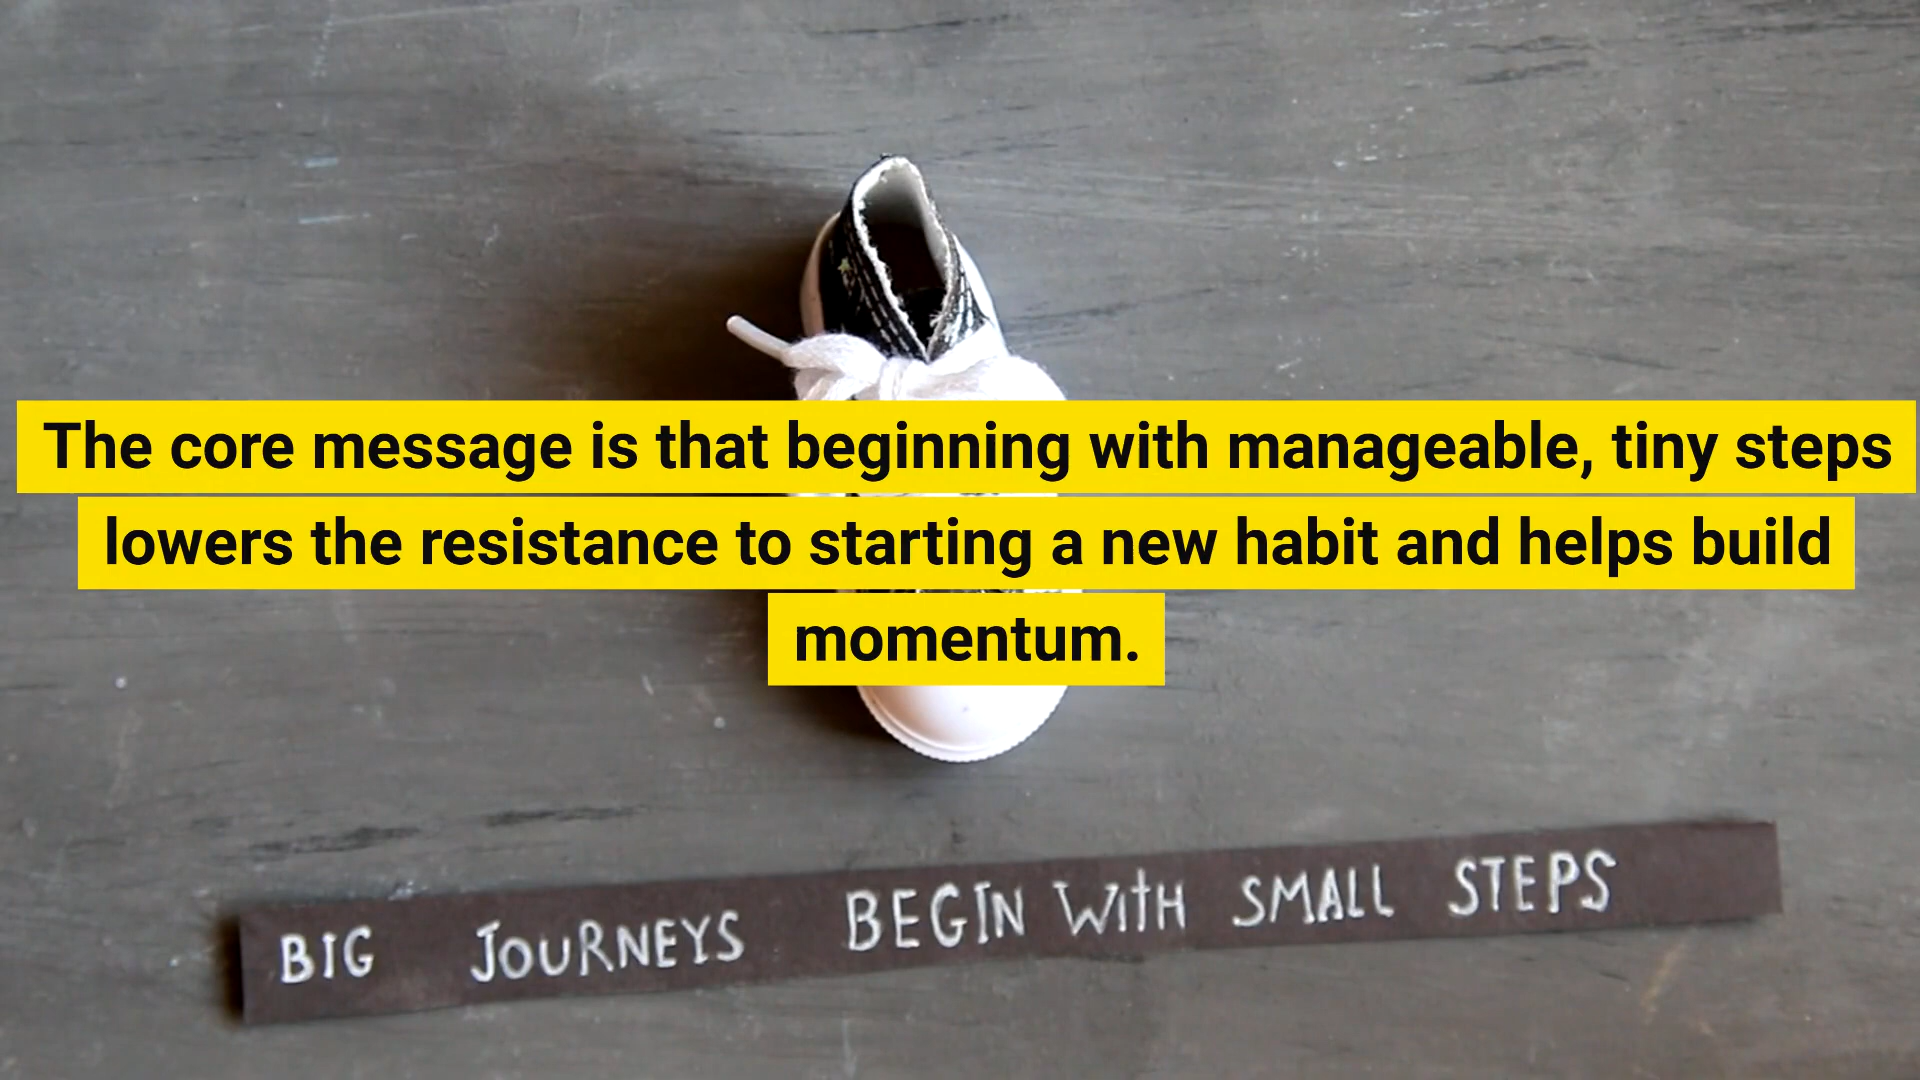 The core message is that beginning with manageable, tiny steps
lowers the resistance to starting a new habit and helps build
momentum.
BIG JOURNEYS BEGIN WITH SMALL STEPS